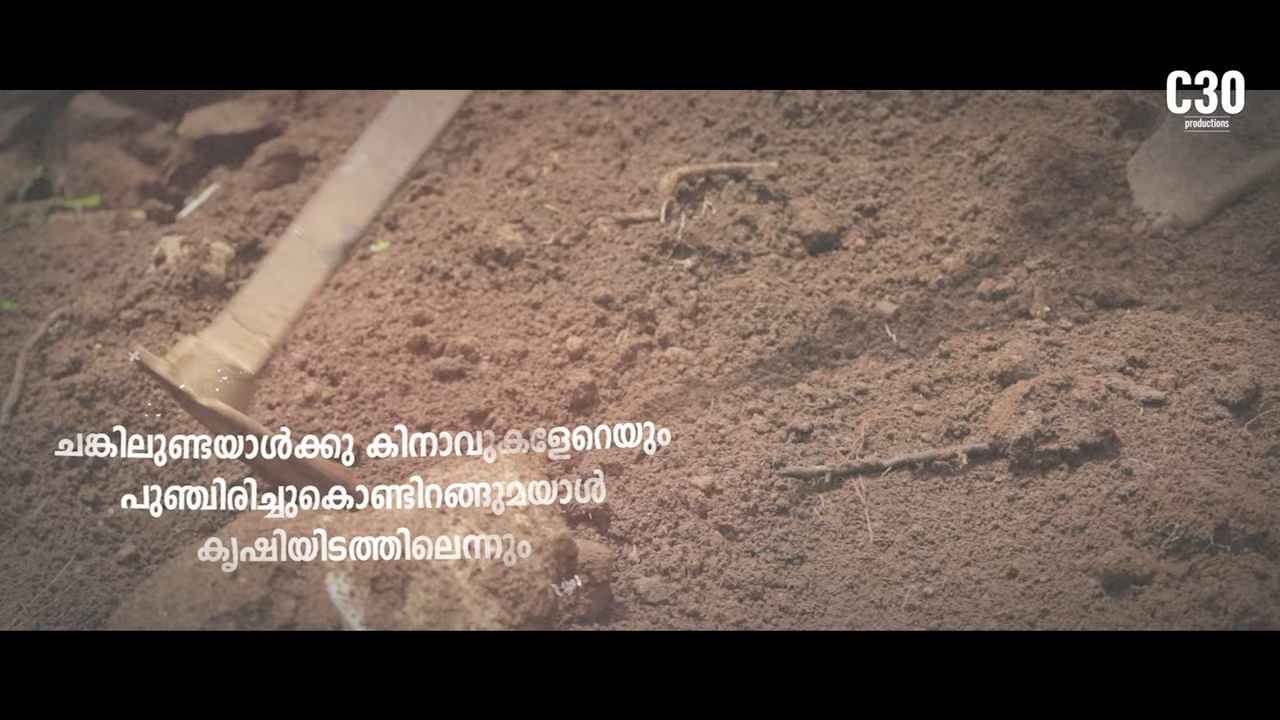 C30
productions
ചങ്കിലുണ്ടയാൾക്കു കിനാവുകളേറെയും
പുഞ്ചിരിച്ചുകൊണ്ടിറങ്ങുമയാൾ
കൃഷിയിടത്തിലെന്നും